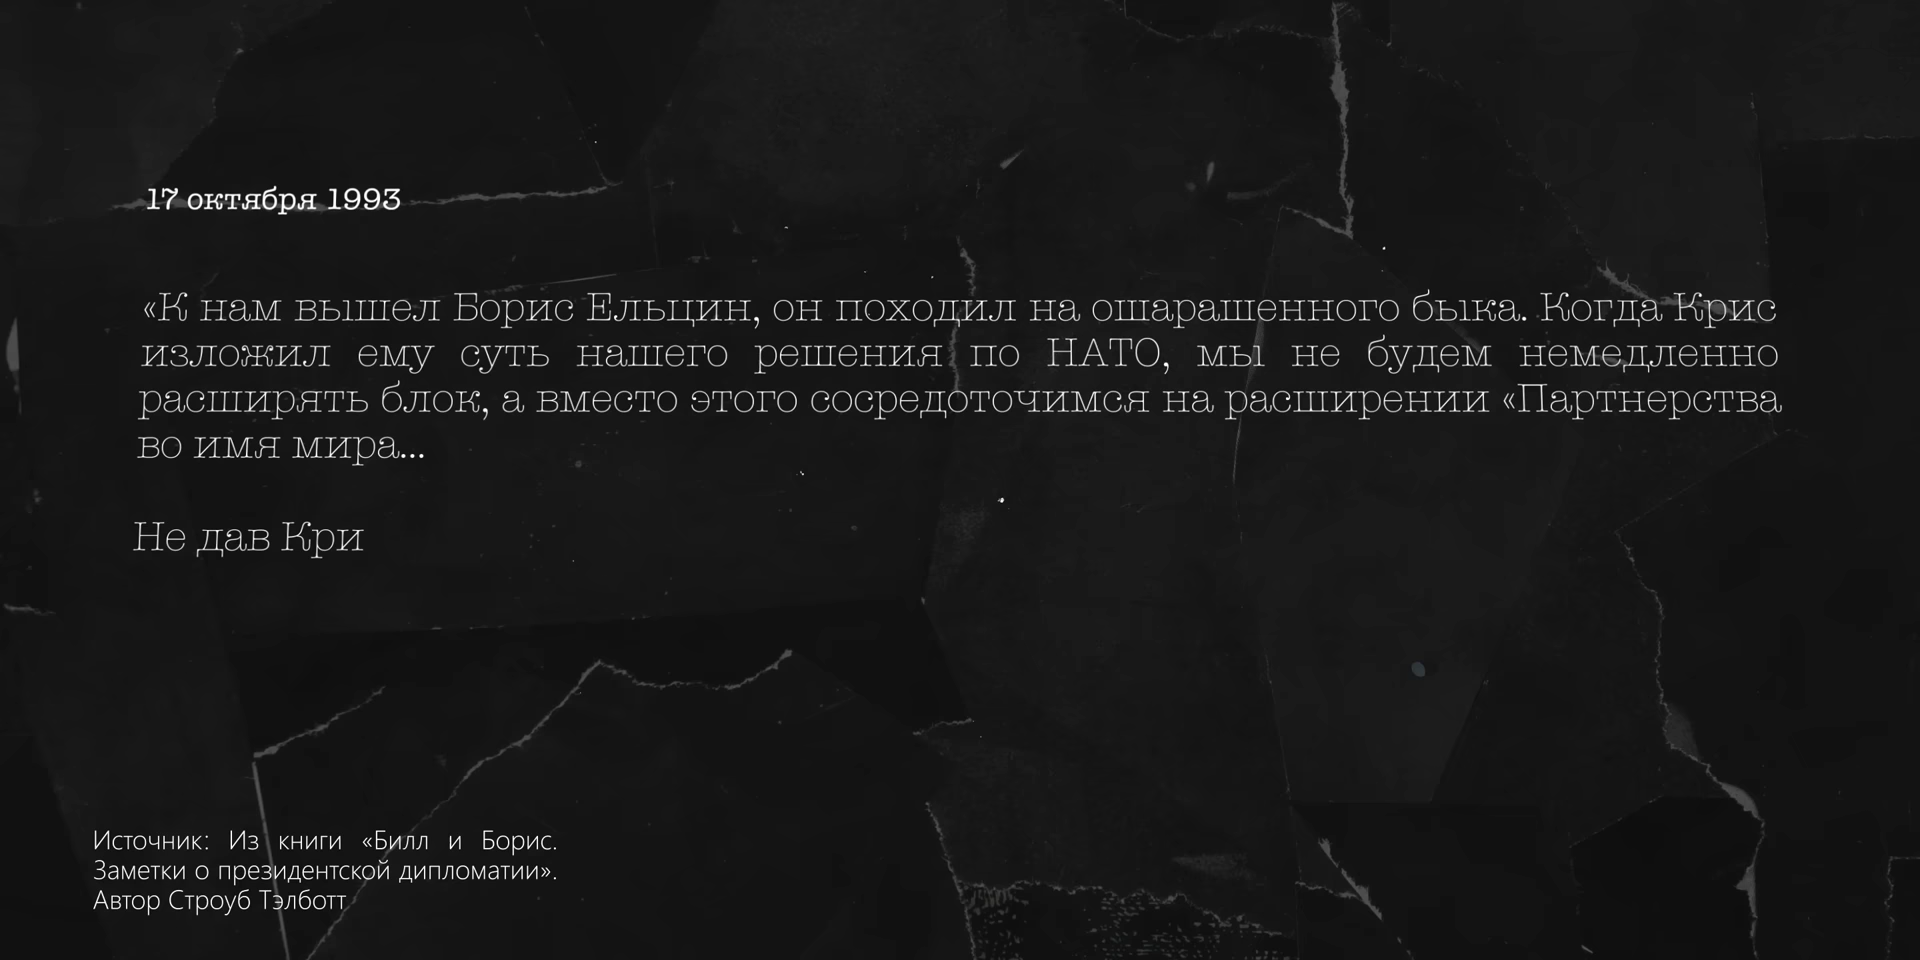 17 октября 1993
«К нам вышел Борис Ельцин, он походил на ошарашенного быка. Когда Крис
изложил ему суть нашего решения по НАТО, мы не будем немедленно
расширять блок, а вместо этого сосредоточимся на расширении «Партнерства
во имя мира...
Не дав Кри
Источник: Из книги «Билл и Борис.
Заметки о президентской дипломатии».
Автор Строуб Тэлботт